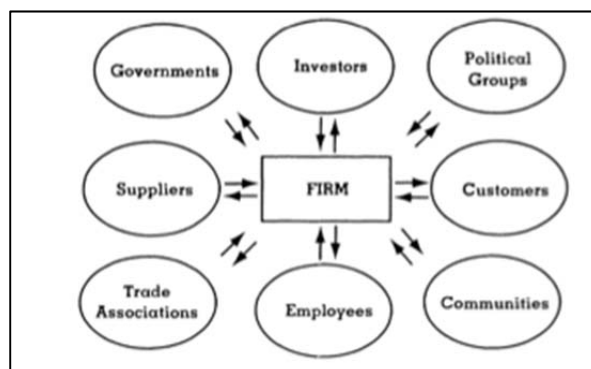 Governments
Investors
Political
Groups
Suppliers
FIRM
Customers
Trade
Associations
Employees
Communities